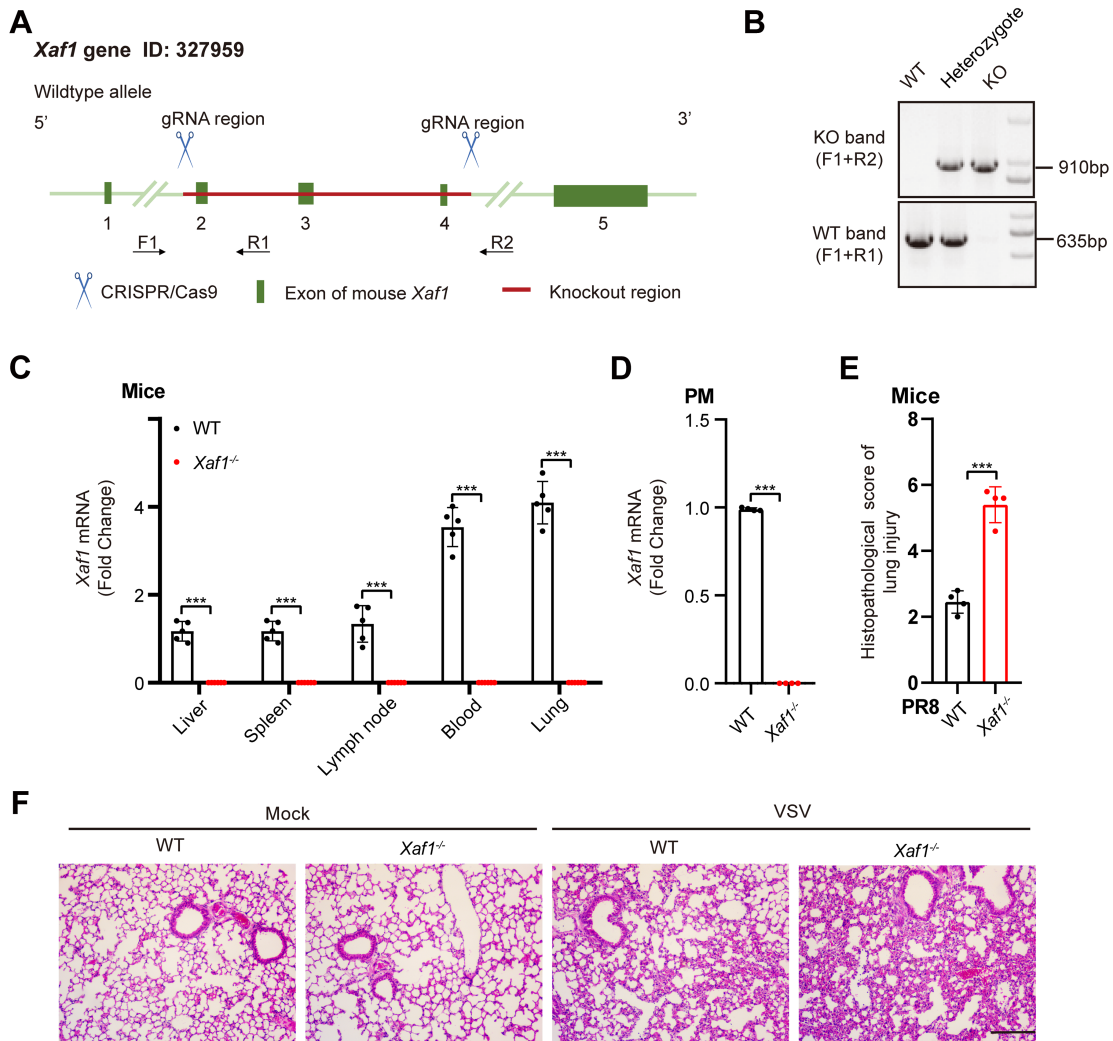 A
Xaf1 gene ID: 327959
Wildtype allele
5’
3’
gRNA region
gRNA region
1
2
3
4
5
F1
R1
R2
CRISPR/Cas9
Exon of mouse Xaf1
Knockout region
B
WT
Heterozygote
KO
KO band
(F1+R2)
910bp
WT band
(F1+R1)
635bp
C
Mice
WT
Xaf1-/-
Xaf1 mRNA
(Fold Change)
4
2
0
***
***
***
***
***
Liver
Spleen
Lymph node
Blood
Lung
D
PM
Xaf1 mRNA
(Fold Change)
1.5
1.0
0.5
0.0
***
WT
Xaf1-/-
E
Mice
Histopathological score of
lung injury
8
6
4
2
0
***
PR8
WT
Xaf1-/-
F
Mock
VSV
WT
Xaf1-/-
WT
Xaf1-/-